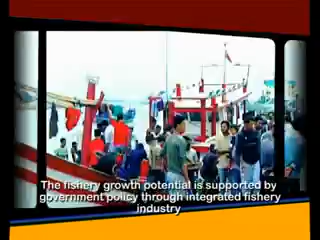 The fishery growth potential is supported by
government policy through integrated fishery
industry